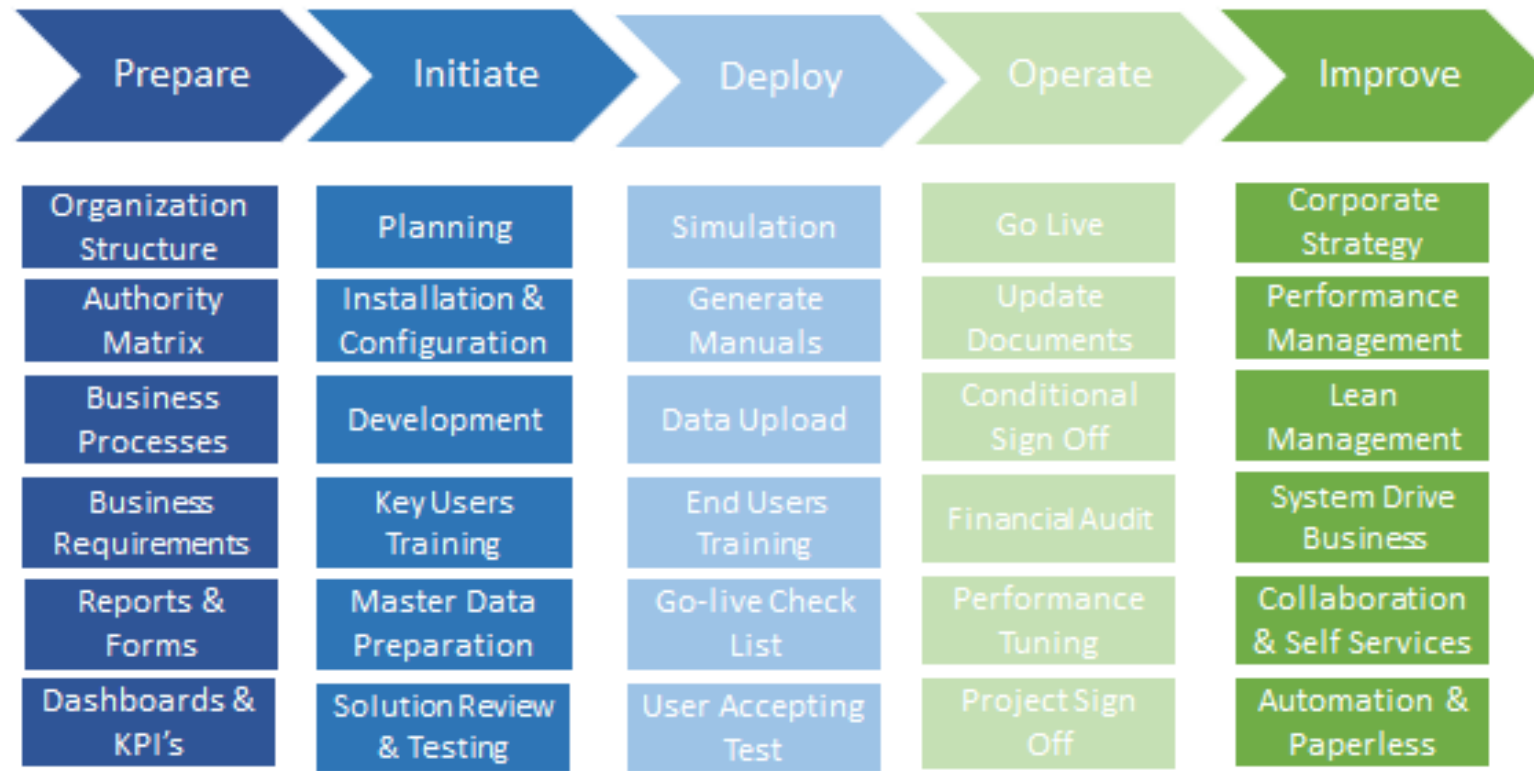 Prepare
Initiate
Deploy
Operate
Improve
Organization
Structure
Authority
Matrix
Business
Processes
Business
Requirements
Reports &
Forms
Dashboards &
KPI's
Planning
Installation &
Configuration
Development
Key Users
Training
Master Data
Preparation
Solution Review
& Testing
Simulation
Generate
Manuals
Data Upload
End Users
Training
Go-live Check
List
User Accepting
Test
Go Live
Update
Documents
Conditional
Sign Off
Financial Audit
Performance
Tuning
Project Sign
Off
Corporate
Strategy
Performance
Management
Lean
Management
System Drive
Business
Collaboration
& Self Services
Automation &
Paperless